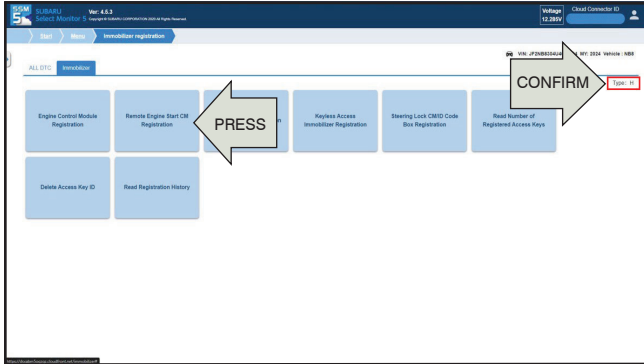 SSM
5
SUBARU Ver: 4.5.3
Select Monitor 5 Copyright © SUBARU CORPORATION 2020 All Rights Reserved.
Voltage
12.285V
Cloud Connector ID
Start
Menu
Immobilizer registration
MY: 2024 Vehicle : NBS
ALL DTC
Immobilizer
CONFIRM
Type: H
Engine Control Module
Registration
Remote Engine Start CM
Registration
PRESS
Keyless Access
Immobilizer Registration
Steering Lock CM/ID Code
Box Registration
Read Number of
Registered Access Keys
Delete Access Key ID
Read Registration History